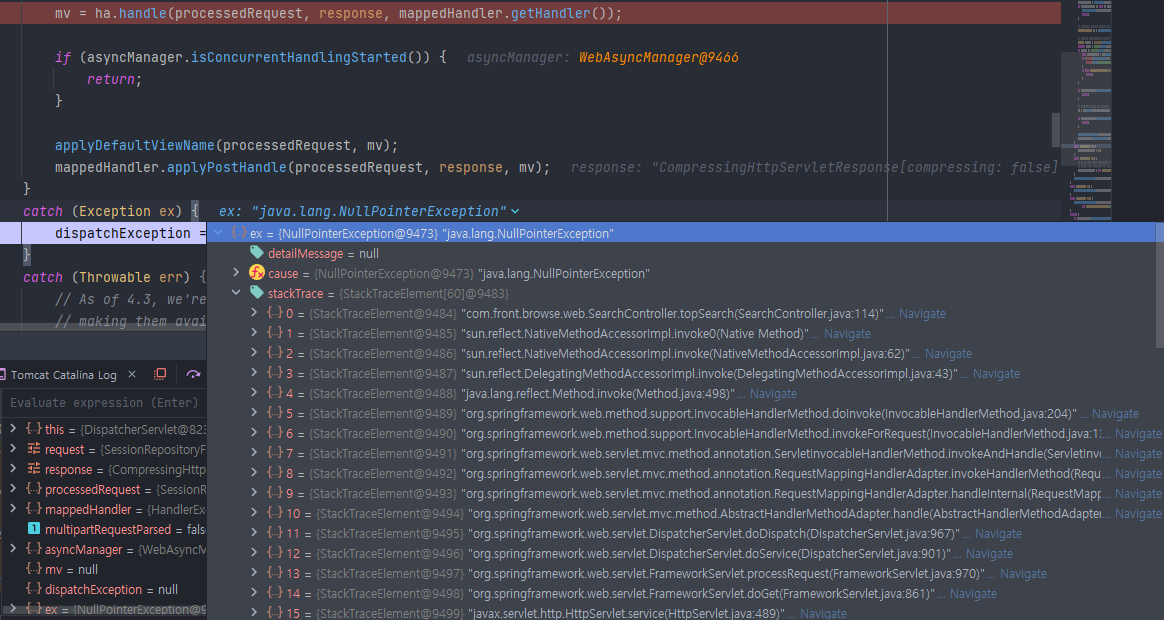 mv = ha.handle(processedRequest, response, mappedHandler.getHandler());
if (asyncManager.isConcurrentHandlingStarted()) {   asyncManager: WebAsyncManager@9466
return;
}
applyDefaultViewName(processedRequest, mv);
mappedHandler.applyPostHandle(processedRequest, response, mv);   response: "CompressingHttpServletResponse[compressing: false]
}
catch (Exception ex) {   ex: "java.lang.NullPointerException"
dispatchException =
}
catch (Throwable err) {
// As of 4.3, we're
// making them avai
ex = {NullPointerException@9473} "java.lang.NullPointerException"
detailMessage = null
cause = {NullPointerException@9473} "java.lang.NullPointerException"
stackTrace = {StackTraceElement[60]@9483}
0 = {StackTraceElement@9484} "com.front.browse.web.SearchController.topSearch(SearchController.java:114)" ... Navigate
1 = {StackTraceElement@9485} "sun.reflect.NativeMethodAccessorImpl.invoke0(Native Method)" ... Navigate
2 = {StackTraceElement@9486} "sun.reflect.NativeMethodAccessorImpl.invoke(NativeMethodAccessorImpl.java:62)" ... Navigate
3 = {StackTraceElement@9487} "sun.reflect.DelegatingMethodAccessorImpl.invoke(DelegatingMethodAccessorImpl.java:43)" ... Navigate
4 = {StackTraceElement@9488} "java.lang.reflect.Method.invoke(Method.java:498)" ... Navigate
5 = {StackTraceElement@9489} "org.springframework.web.method.support.InvocableHandlerMethod.doInvoke(InvocableHandlerMethod.java:204)" ... Navigate
6 = {StackTraceElement@9490} "org.springframework.web.method.support.InvocableHandlerMethod.invokeForRequest(InvocableHandlerMethod.java:13... Navigate
7 = {StackTraceElement@9491} "org.springframework.web.servlet.mvc.method.annotation.ServletInvocableHandlerMethod.invokeAndHandle(ServletInv... Navigate
8 = {StackTraceElement@9492} "org.springframework.web.servlet.mvc.method.annotation.RequestMappingHandlerAdapter.invokeHandlerMethod(Requ... Navigate
9 = {StackTraceElement@9493} "org.springframework.web.servlet.mvc.method.annotation.RequestMappingHandlerAdapter.handleInternal(RequestMapp... Navigate
10 = {StackTraceElement@9494} "org.springframework.web.servlet.mvc.method.AbstractHandlerMethodAdapter.handle(AbstractHandlerMethodAdapter... Navigate
11 = {StackTraceElement@9495} "org.springframework.web.servlet.DispatcherServlet.doDispatch(DispatcherServlet.java:967)" ... Navigate
12 = {StackTraceElement@9496} "org.springframework.web.servlet.DispatcherServlet.doService(DispatcherServlet.java:901)" ... Navigate
13 = {StackTraceElement@9497} "org.springframework.web.servlet.FrameworkServlet.processRequest(FrameworkServlet.java:970)" ... Navigate
14 = {StackTraceElement@9498} "org.springframework.web.servlet.FrameworkServlet.doGet(FrameworkServlet.java:861)" ... Navigate
15 = {StackTraceElement@9499} "javax.servlet.http.HttpServlet.service(HttpServlet.java:489)" ... Navigate
Tomcat Catalina Log
Evaluate expression (Enter)
this = {DispatcherServlet@823
request = {SessionRepositoryF
response = {CompressingHttp
processedRequest = {SessionR
mappedHandler = {HandlerEx
multipartRequestParsed = false
asyncManager = {WebAsyncM
mv = null
dispatchException = null
ex = {NullPointerException@9